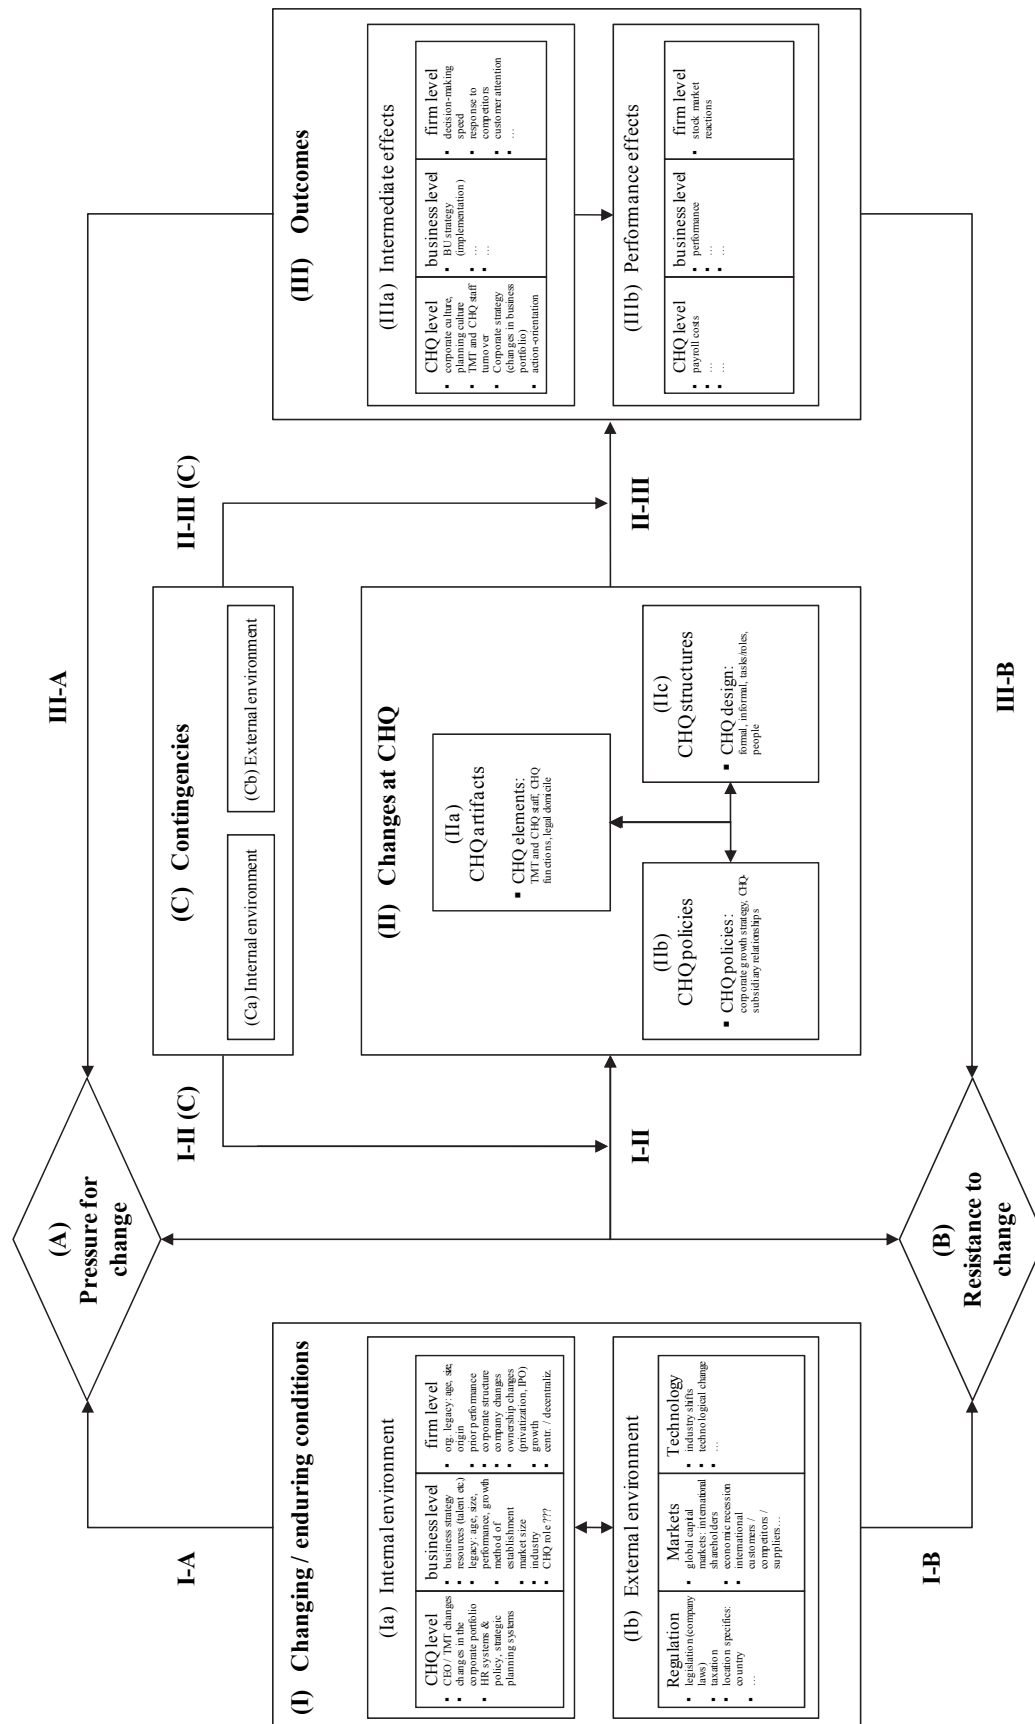 I-A
(A)
Pressure for
change
III-A
I-II (C)
(C) Contingencies
(Ca) Internal environment
(Cb) External environment
II-III (C)
(I) Changing / enduring conditions
(Ia) Internal environment
CHQ level
▪ CEO / TMT changes
▪ changes in the
corporate portfolio
▪ HR systems &
policy, strategic
planning systems
business level
▪ business strategy
▪ resources (talent etc.)
▪ legacy: age, size,
performance, growth
▪ method of
establishment
▪ market size
▪ industry
▪ CHQ role ???
firm level
▪ org. legacy: age, size,
origin
▪ prior performance
▪ corporate structure
▪ company changes
▪ ownership changes
(privatization, IPO)
▪ growth
▪ centr. / decentraliz.
(Ib) External environment
Regulation
▪ legislation (company
laws)
▪ taxation
▪ location specifics:
country
▪ …
Markets
▪ global capital
markets: international
shareholders
▪ economic recession
▪ international
customers /
competitors /
suppliers…
Technology
▪ industry shifts
▪ technological change
▪ …
I-II
(II) Changes at CHQ
(IIa)
CHQ artifacts
▪ CHQ elements:
TMT and CHQ staff, CHQ
functions, legal domicile
(IIb)
CHQ policies
▪ CHQ policies:
corporate growth strategy, CHQ-
subsidiary relationships
(IIc)
CHQ structures
▪ CHQ design:
formal, informal, tasks/roles,
people
II-III
(III) Outcomes
(IIIa) Intermediate effects
CHQ level
▪ corporate culture,
planning culture
▪ TMT and CHQ staff
turnover
▪ Corporate strategy
(changes in business
portfolio)
▪ action-orientation
business level
▪ BU strategy
(implementation)
▪ …
▪ …
firm level
▪ decision-making
speed
▪ response to
competitors
▪ customer attention
▪ …
(IIIb) Performance effects
CHQ level
▪ payroll costs
▪ …
▪ …
business level
▪ performance
▪ …
▪ …
firm level
▪ stock market
reactions
I-B
(B)
Resistance to
change
III-B